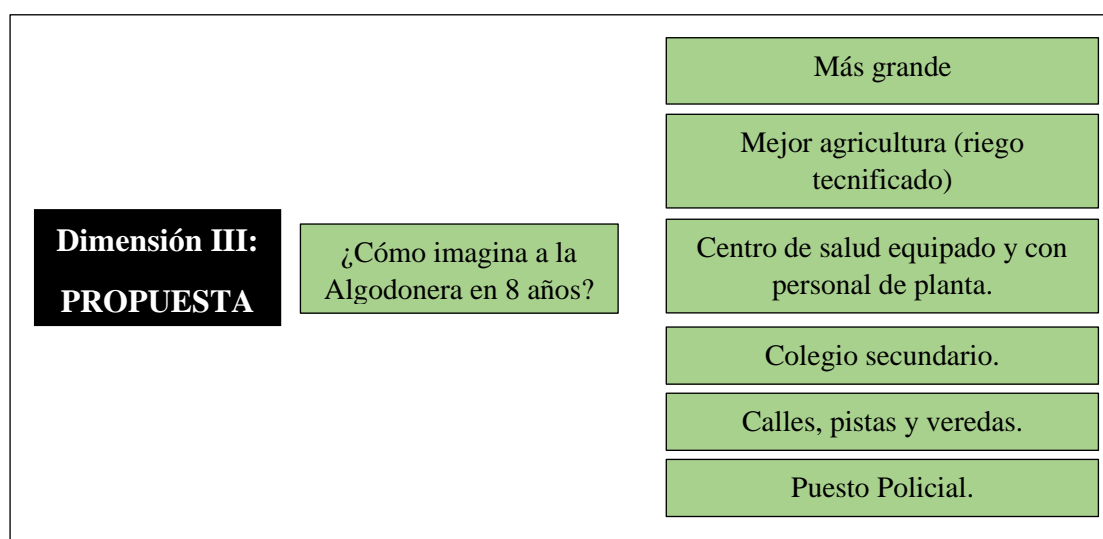 Dimensión III:
PROPUESTA
¿Cómo imagina a la
Algodonera en 8 años?
Más grande
Mejor agricultura (riego
tecnificado)
Centro de salud equipado y con
personal de planta.
Colegio secundario.
Calles, pistas y veredas.
Puesto Policial.